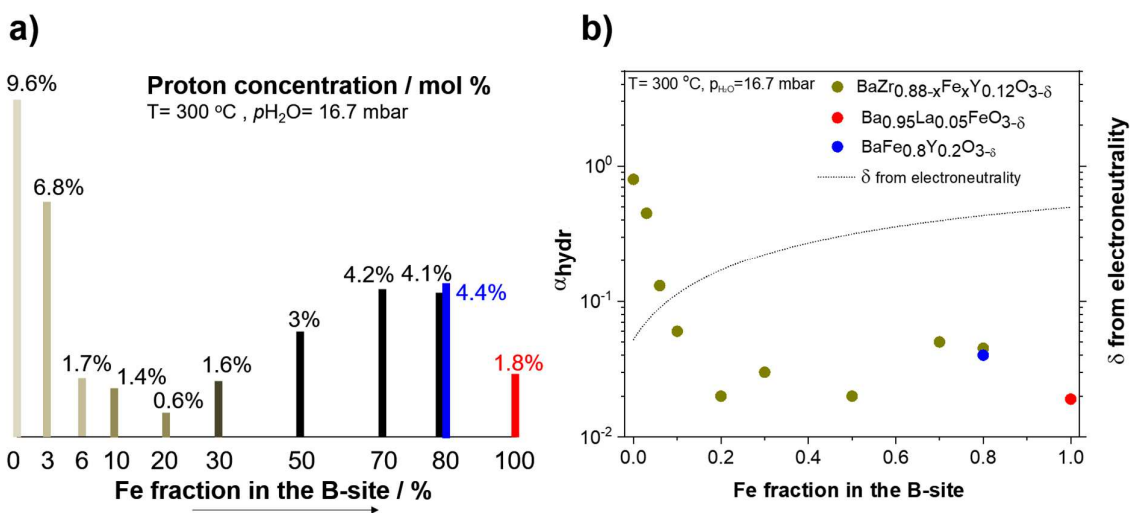 a)
Proton concentration / mol %
T= 300 °C , pH₂O= 16.7 mbar
9.6%
6.8%
1.7%
1.4%
0.6%
1.6%
3%
4.2%
4.1%
4.4%
1.8%
0 3 6 10 20 30 50 70 80 100
Fe fraction in the B-site / %
b)
T= 300 °C, p_H₂O=16.7 mbar
BaZr₀.₈₈₋ₓFeₓY₀.₁₂O₃₋δ
Ba₀.₉₅La₀.₀₅FeO₃₋δ
BaFe₀.₈Y₀.₂O₃₋δ
δ from electroneutrality
α_hydr
10⁰
10⁻¹
10⁻²
0.0 0.2 0.4 0.6 0.8 1.0
Fe fraction in the B-site
δ from electroneutrality